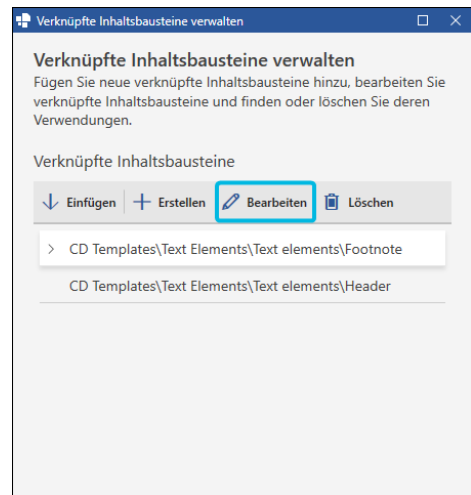 Verknüpfte Inhaltsbausteine verwalten
Verknüpfte Inhaltsbausteine verwalten
Fügen Sie neue verknüpfte Inhaltsbausteine hinzu, bearbeiten Sie
verknüpfte Inhaltsbausteine und finden oder löschen Sie deren
Verwendungen.
Verknüpfte Inhaltsbausteine
Einfügen Erstellen Bearbeiten Löschen
CD Templates\Text Elements\Text elements\Footnote
CD Templates\Text Elements\Text elements\Header